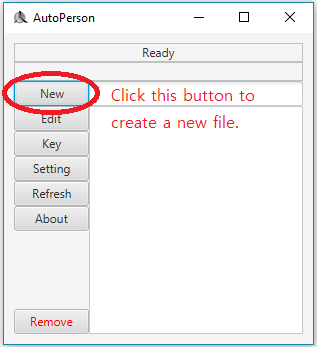 AutoPerson
Ready
New
Click this button to
create a new file.
Edit
Key
Setting
Refresh
About
Remove